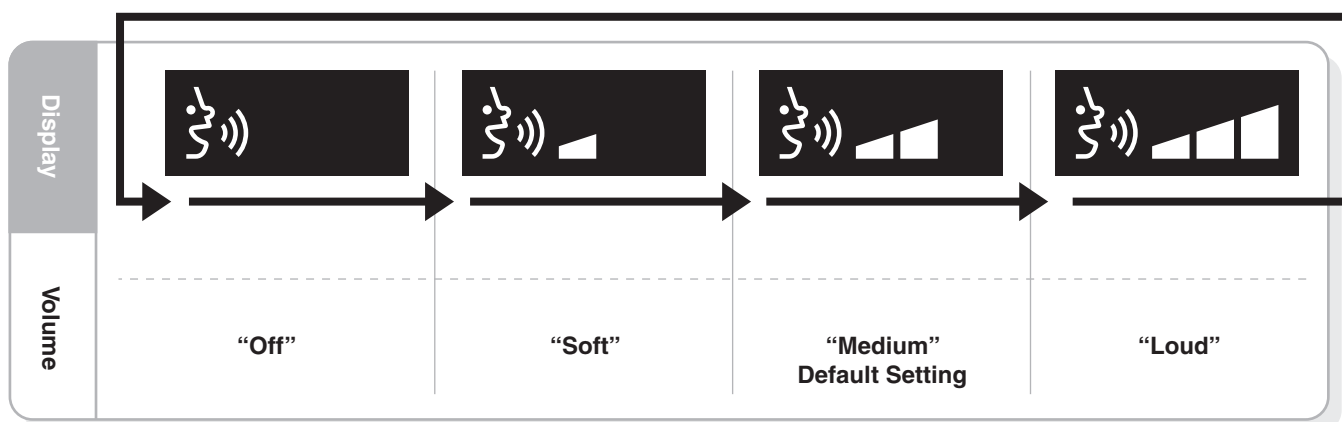 Display
Volume
“Off”
“Soft”
“Medium”
Default Setting
“Loud”